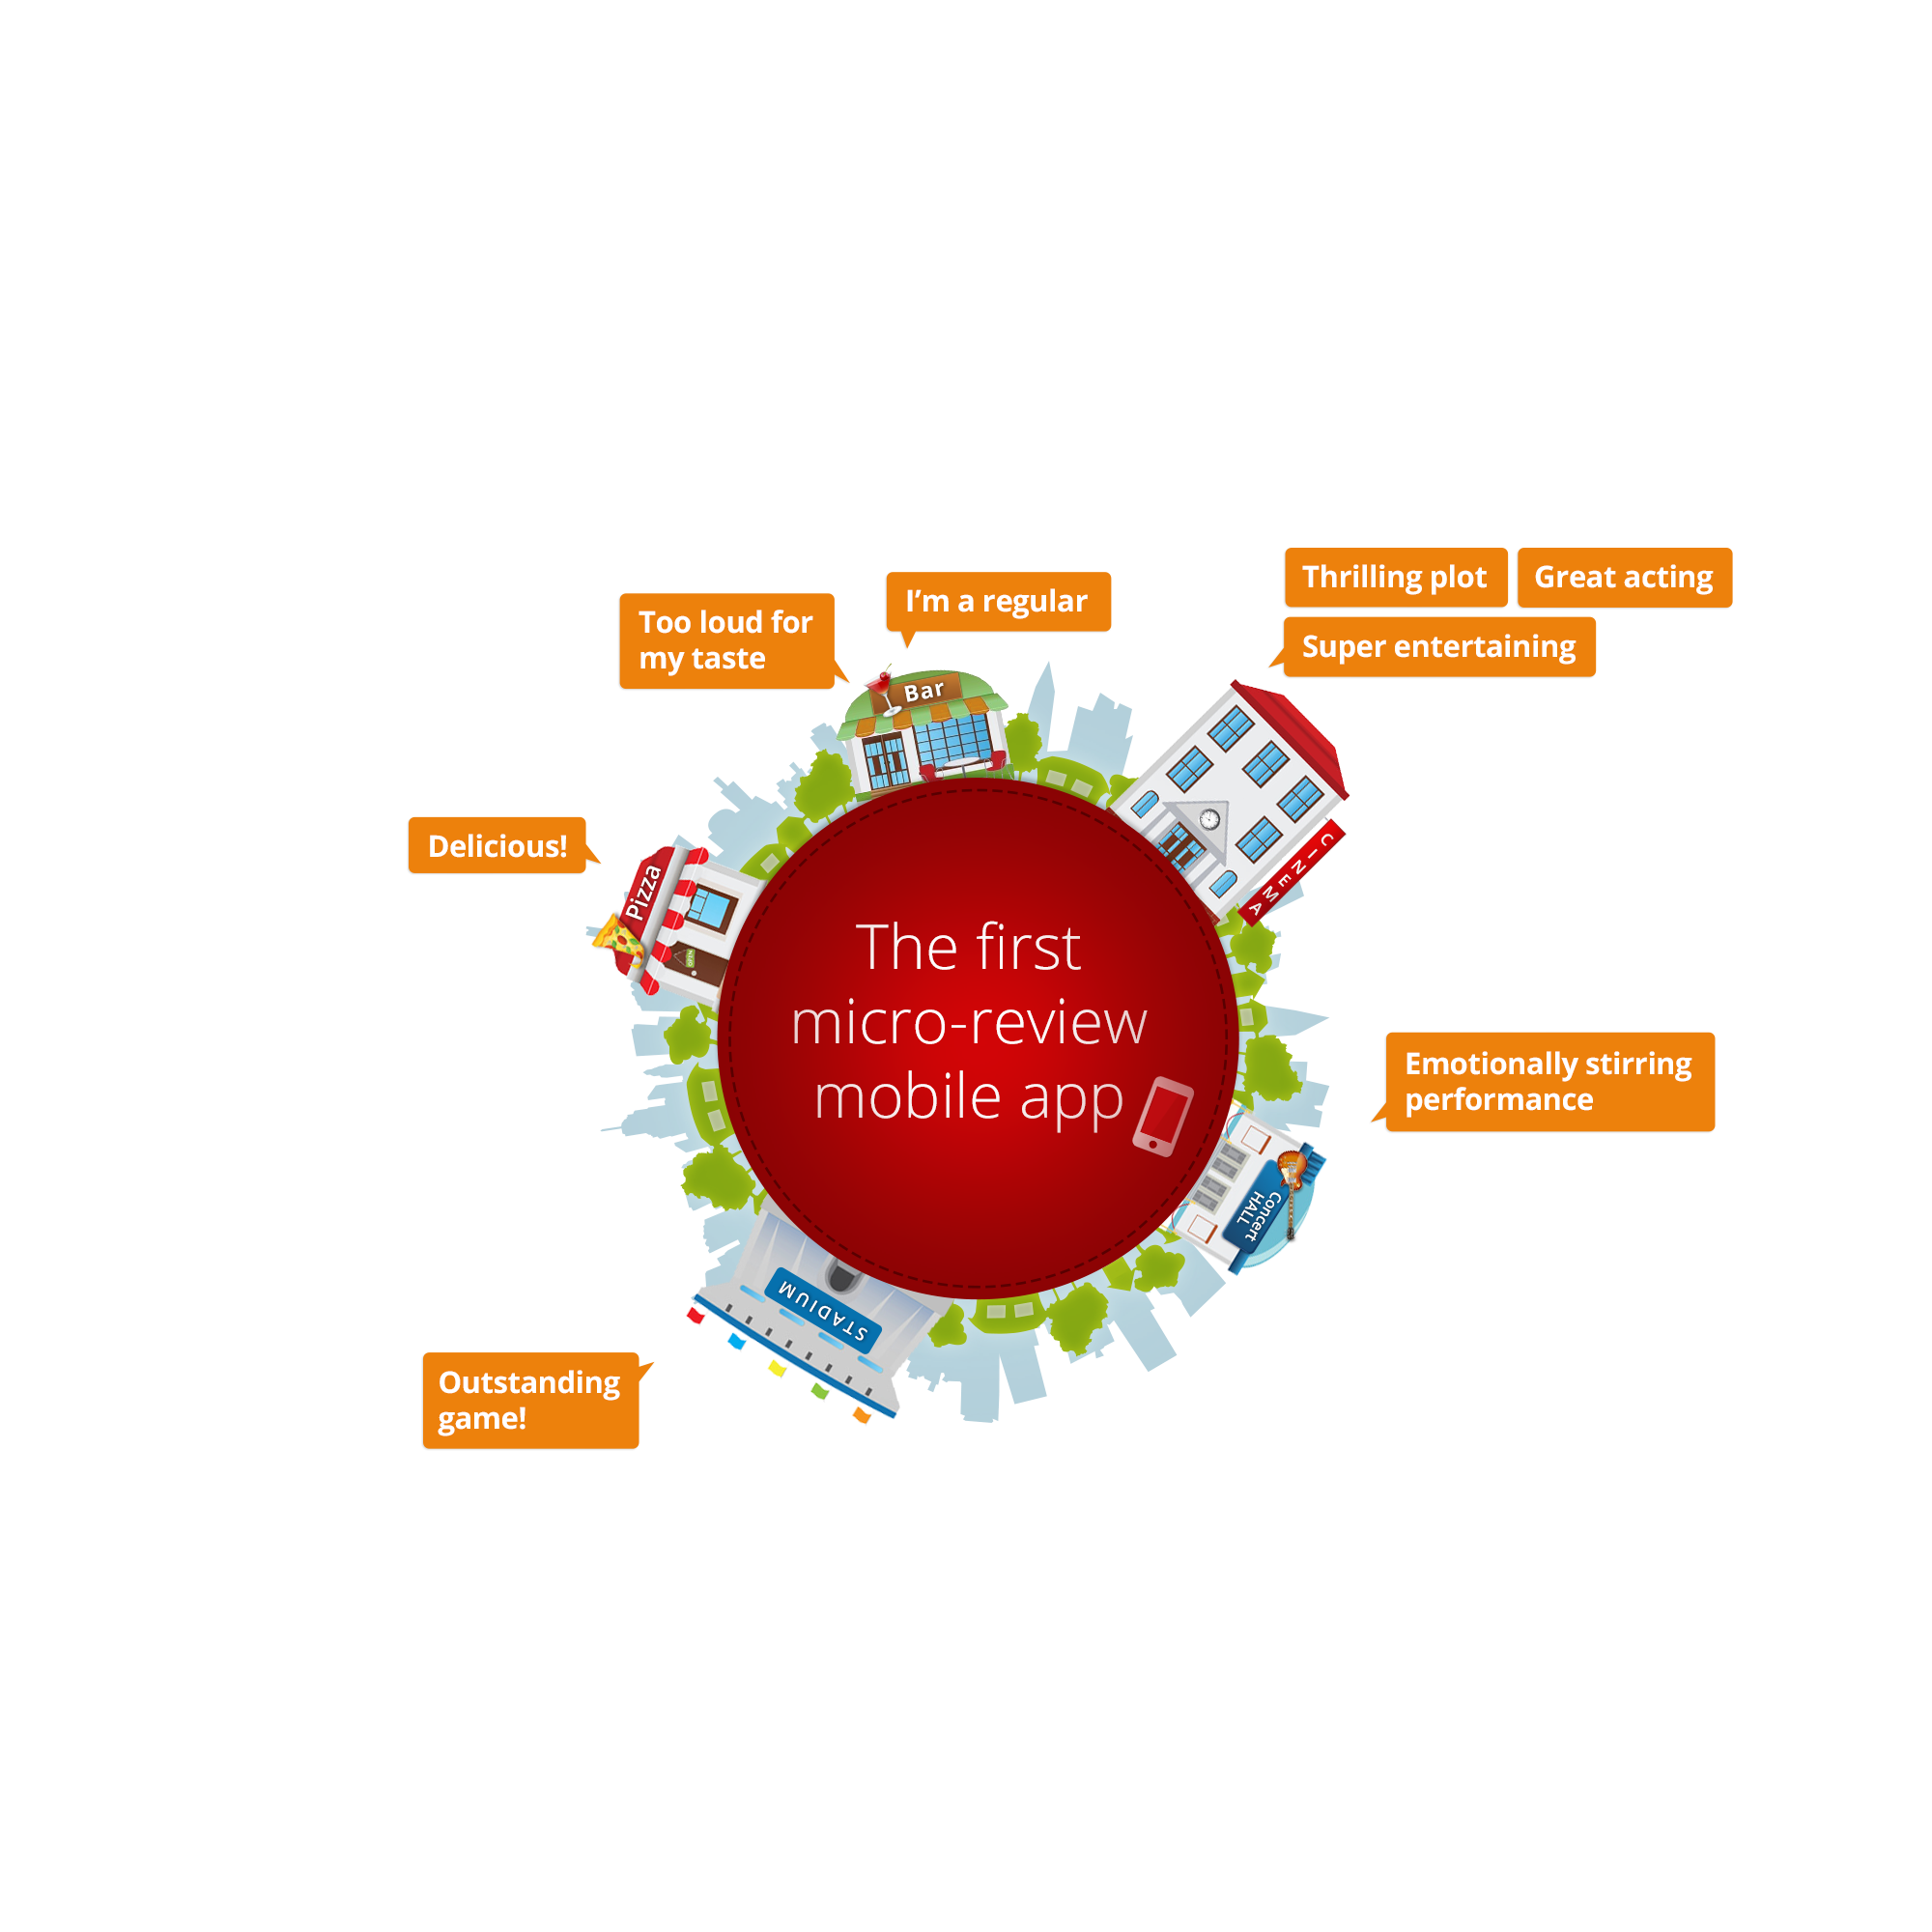 Thrilling plot
Great acting
I’m a regular
Too loud for
my taste
Super entertaining
Bar
CINEMA
Delicious!
Pizza
The first
micro-review
mobile app
Emotionally stirring
performance
Concert
HALL
STADIUM
Outstanding
game!